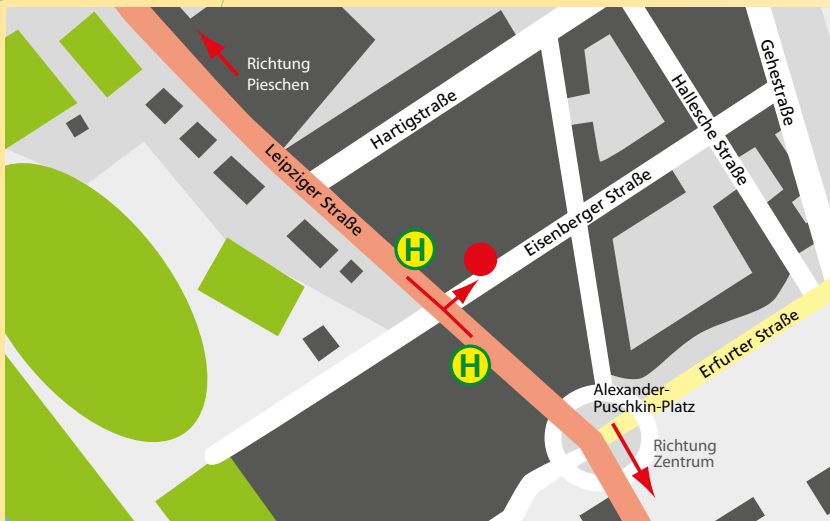 Richtung
Pieschen
Hartigstraße
Leipziger Straße
Gehestraße
Hallesche Straße
Eisenberger Straße
H
H
Erfurter Straße
Alexander-
Puschkin-Platz
Richtung
Zentrum